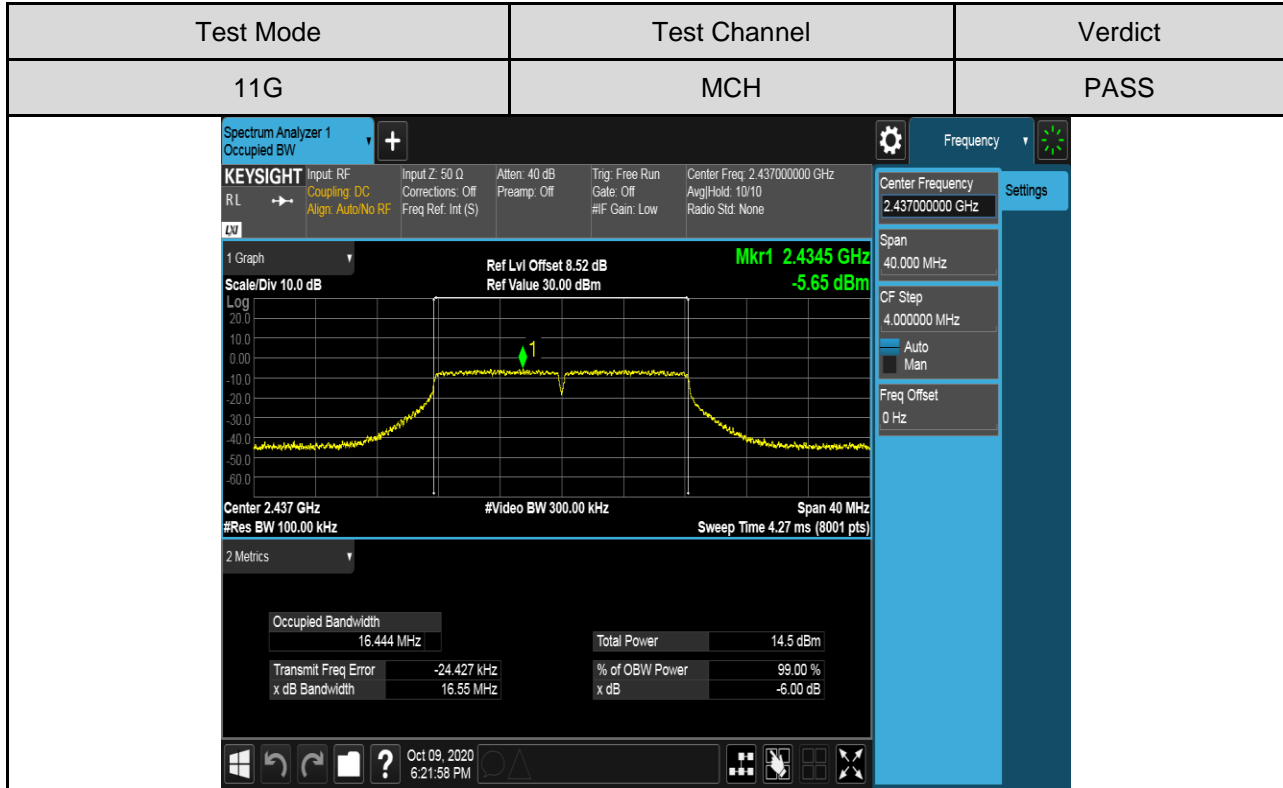 Test Mode Test Channel Verdict
11G MCH PASS
Spectrum Analyzer 1
Occupied BW
+
Frequency
KEYSIGHT
RL
LXI
Input: RF
Coupling: DC
Align: Auto/No RF
Input Z: 50 Ω
Corrections: Off
Freq Ref: Int (S)
Atten: 40 dB
Preamp: Off
Trig: Free Run
Gate: Off
#IF Gain: Low
Center Freq: 2.437000000 GHz
Avg|Hold: 10/10
Radio Std: None
Center Frequency
2.437000000 GHz
Settings
Span
40.000 MHz
CF Step
4.000000 MHz
Auto
Man
Freq Offset
0 Hz
1 Graph
Scale/Div 10.0 dB
Ref Lvl Offset 8.52 dB
Ref Value 30.00 dBm
Mkr1 2.4345 GHz
-5.65 dBm
Log
20.0
10.0
0.00
-10.0
-20.0
-30.0
-40.0
-50.0
-60.0
1
Center 2.437 GHz #Video BW 300.00 kHz Span 40 MHz
#Res BW 100.00 kHz Sweep Time 4.27 ms (8001 pts)
2 Metrics
Occupied Bandwidth
16.444 MHz
Total Power 14.5 dBm
Transmit Freq Error -24.427 kHz % of OBW Power 99.00 %
x dB Bandwidth 16.55 MHz x dB -6.00 dB
?
Oct 09, 2020
6:21:58 PM